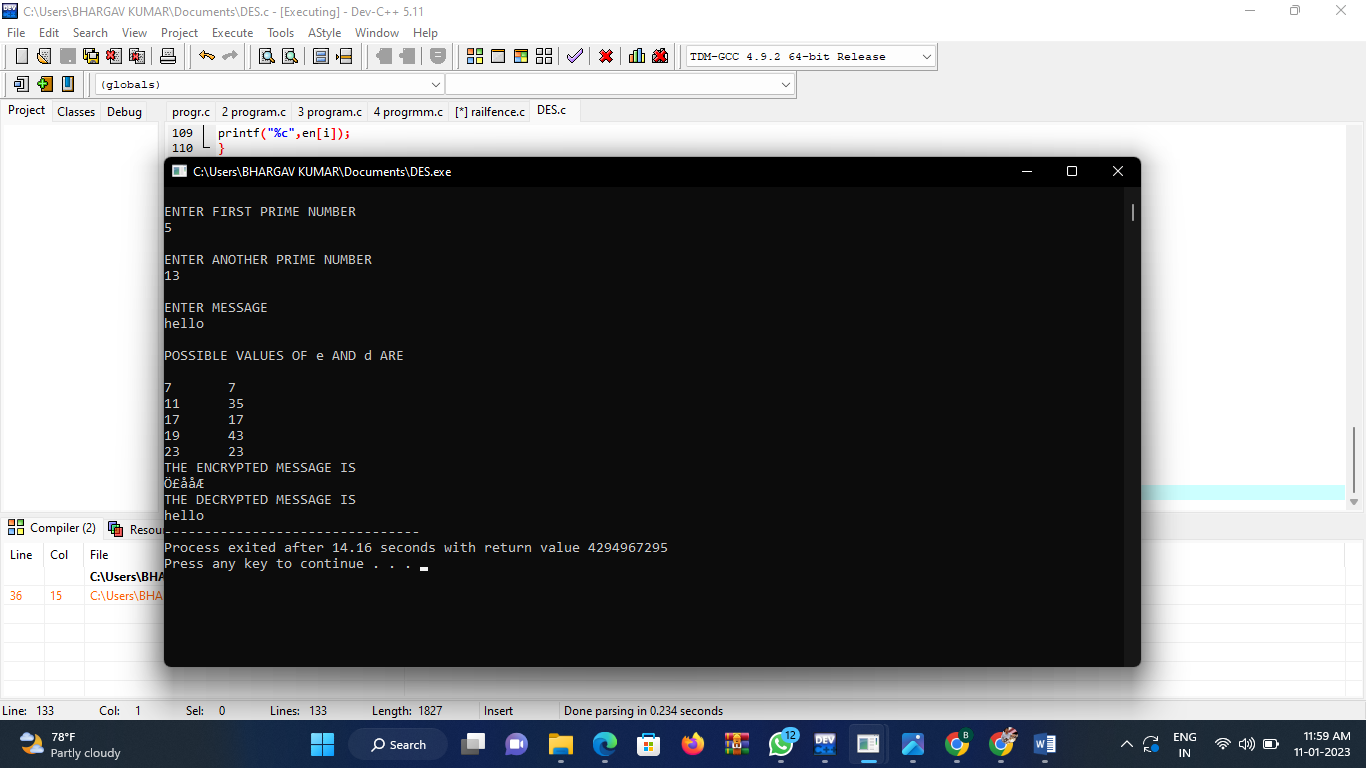 C:\Users\BHARGAV KUMAR\Documents\DES.c - [Executing] - Dev-C++ 5.11
File Edit Search View Project Execute Tools AStyle Window Help
TDM-GCC 4.9.2 64-bit Release
(globals)
Project Classes Debug progr.c 2 program.c 3 program.c 4 progrmm.c [*] railfence.c DES.c
109 printf("%c",en[i]);
110 }
C:\Users\BHARGAV KUMAR\Documents\DES.exe
ENTER FIRST PRIME NUMBER
5
ENTER ANOTHER PRIME NUMBER
13
ENTER MESSAGE
hello
POSSIBLE VALUES OF e AND d ARE
7 7
11 35
17 17
19 43
23 23
THE ENCRYPTED MESSAGE IS
Ö£ååÆ
THE DECRYPTED MESSAGE IS
hello
--------------------------------
Process exited after 14.16 seconds with return value 4294967295
Press any key to continue . . .
Compiler (2) Resou
Line Col File
C:\Users\BHA
36 15 C:\Users\BHA
Line: 133 Col: 1 Sel: 0 Lines: 133 Length: 1827 Insert Done parsing in 0.234 seconds
78°F
Partly cloudy
Search
12
DEV
B
ENG
IN
11:59 AM
11-01-2023